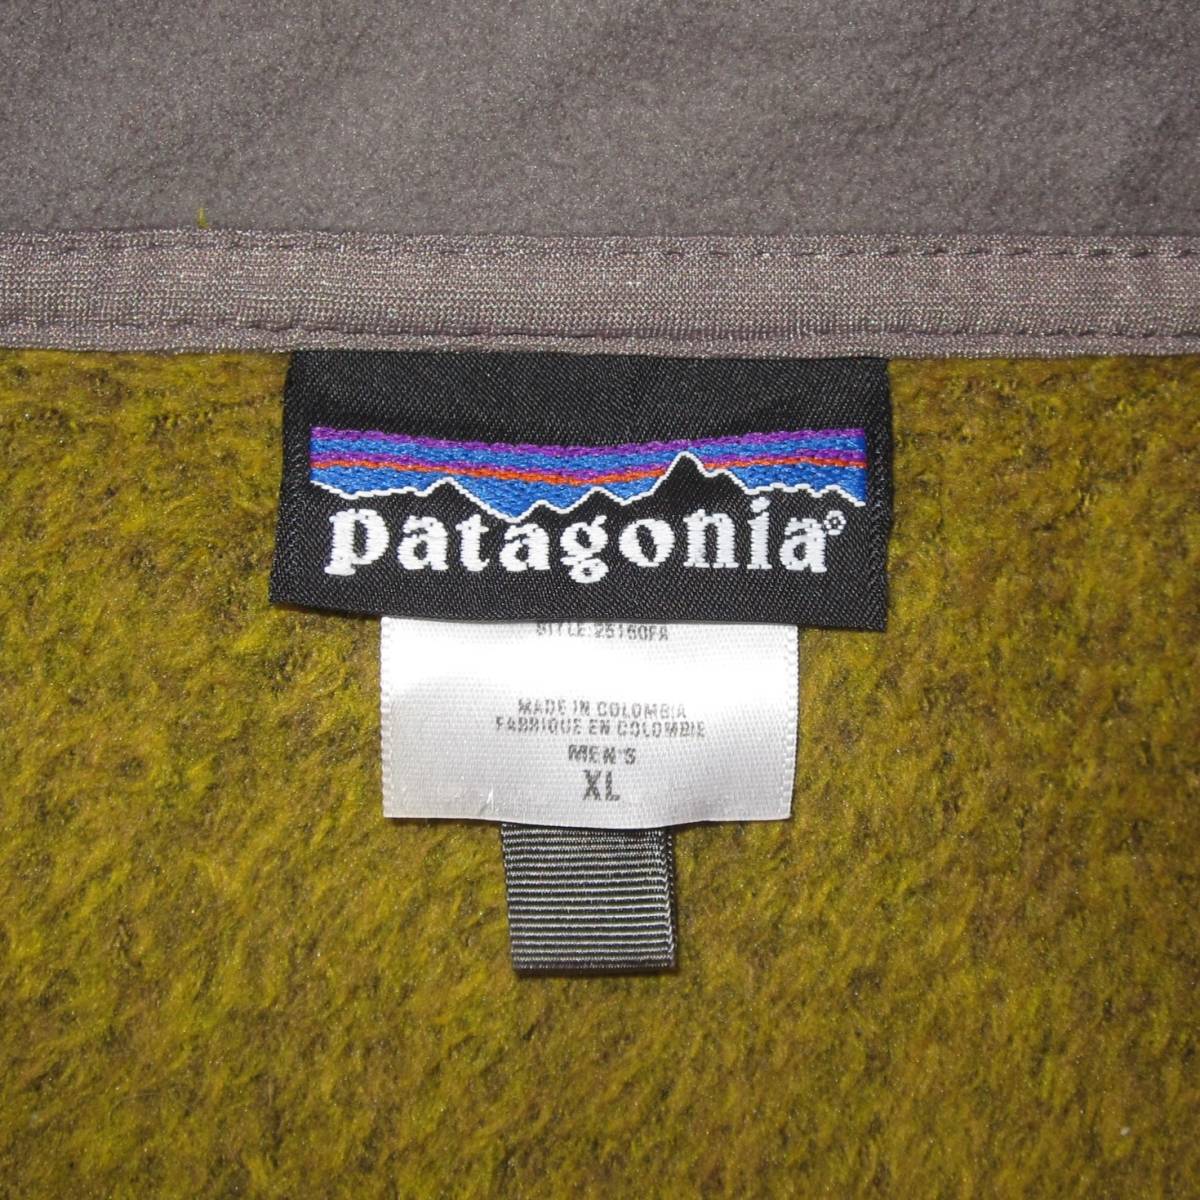 patagonia®
STYLE: 25160FA
MADE IN COLOMBIA
FABRIQUE EN COLOMBIE
MEN'S
XL